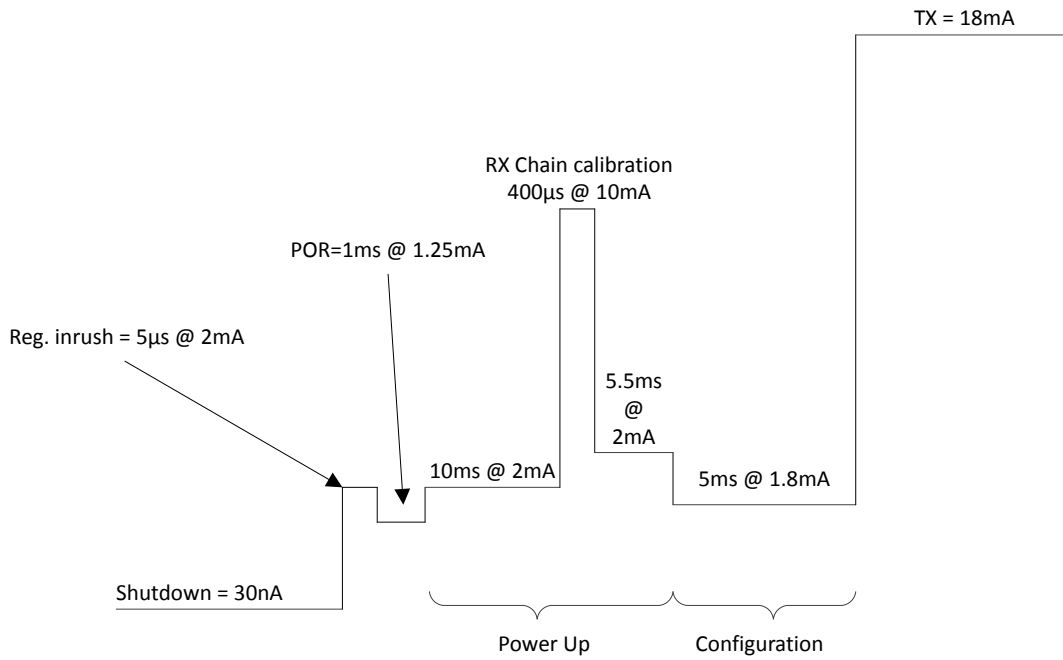 TX = 18mA
RX Chain calibration
400µs @ 10mA
POR=1ms @ 1.25mA
Reg. inrush = 5µs @ 2mA
5.5ms
@
2mA
10ms @ 2mA
5ms @ 1.8mA
Shutdown = 30nA
Power Up
Configuration